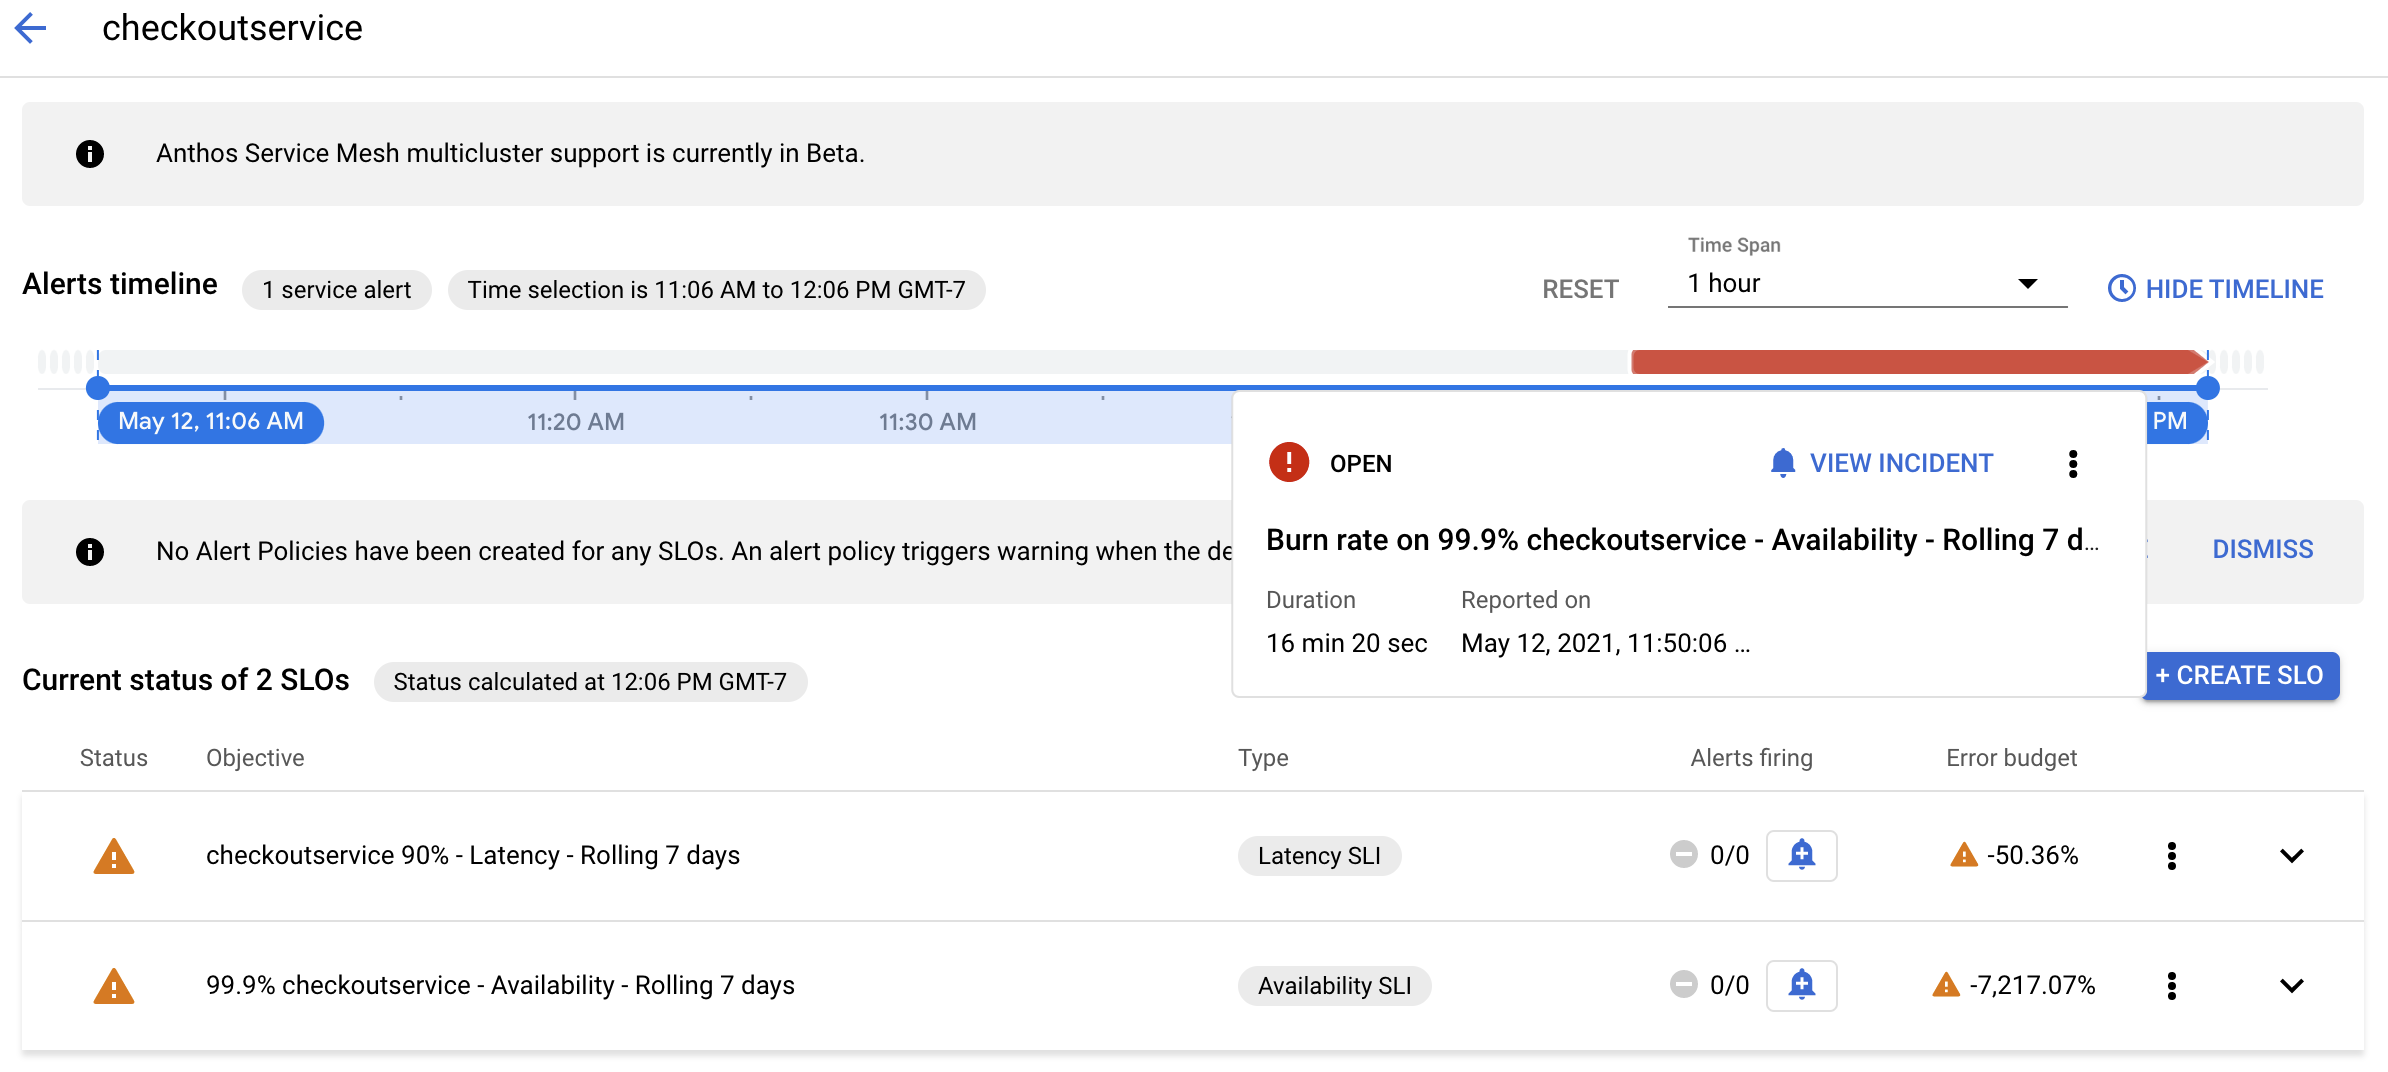 checkoutservice
Anthos Service Mesh multicluster support is currently in Beta.
Time Span
Alerts timeline 1 service alert Time selection is 11:06 AM to 12:06 PM GMT-7 RESET 1 hour HIDE TIMELINE
May 12, 11:06 AM 11:20 AM 11:30 AM PM
OPEN VIEW INCIDENT
Burn rate on 99.9% checkoutservice - Availability - Rolling 7 d...
Duration Reported on
16 min 20 sec May 12, 2021, 11:50:06 ...
No Alert Policies have been created for any SLOs. An alert policy triggers warning when the de DISMISS
Current status of 2 SLOs Status calculated at 12:06 PM GMT-7 + CREATE SLO
Status Objective Type Alerts firing Error budget
checkoutservice 90% - Latency - Rolling 7 days Latency SLI 0/0 -50.36%
99.9% checkoutservice - Availability - Rolling 7 days Availability SLI 0/0 -7,217.07%